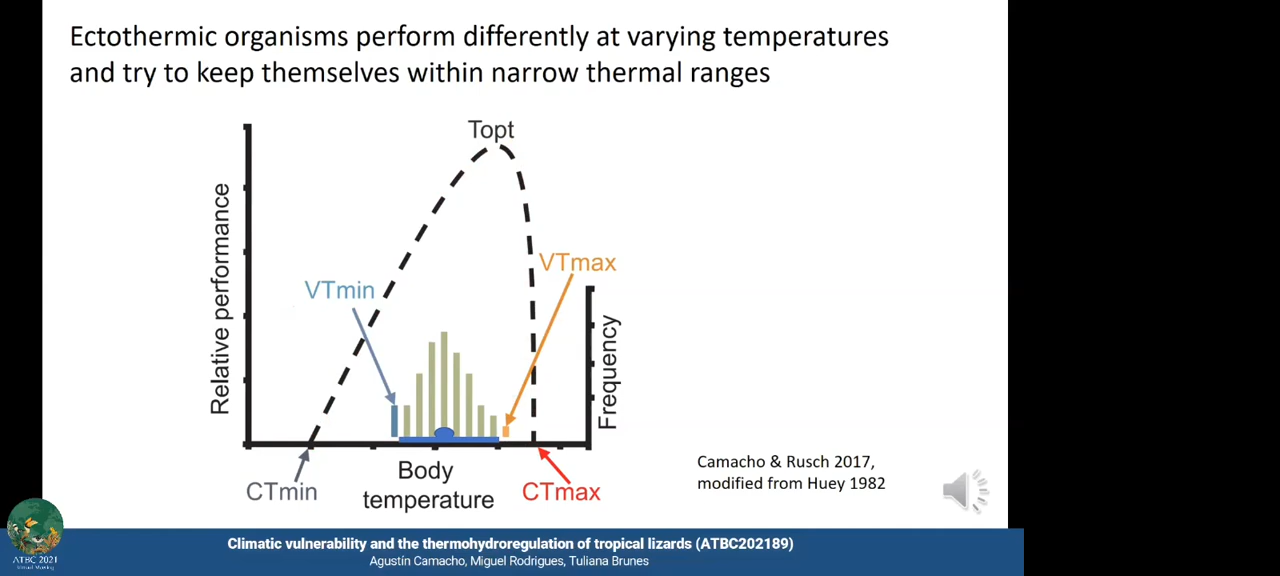 Ectothermic organisms perform differently at varying temperatures
and try to keep themselves within narrow thermal ranges
Topt
Relative performance
VTmax
VTmin
Frequency
Body
temperature
CTmin
CTmax
Camacho & Rusch 2017,
modified from Huey 1982
ATBC 2021
Climatic vulnerability and the thermohydroregulation of tropical lizards (ATBC202189)
Agustín Camacho, Miguel Rodrigues, Tuliana Brunes